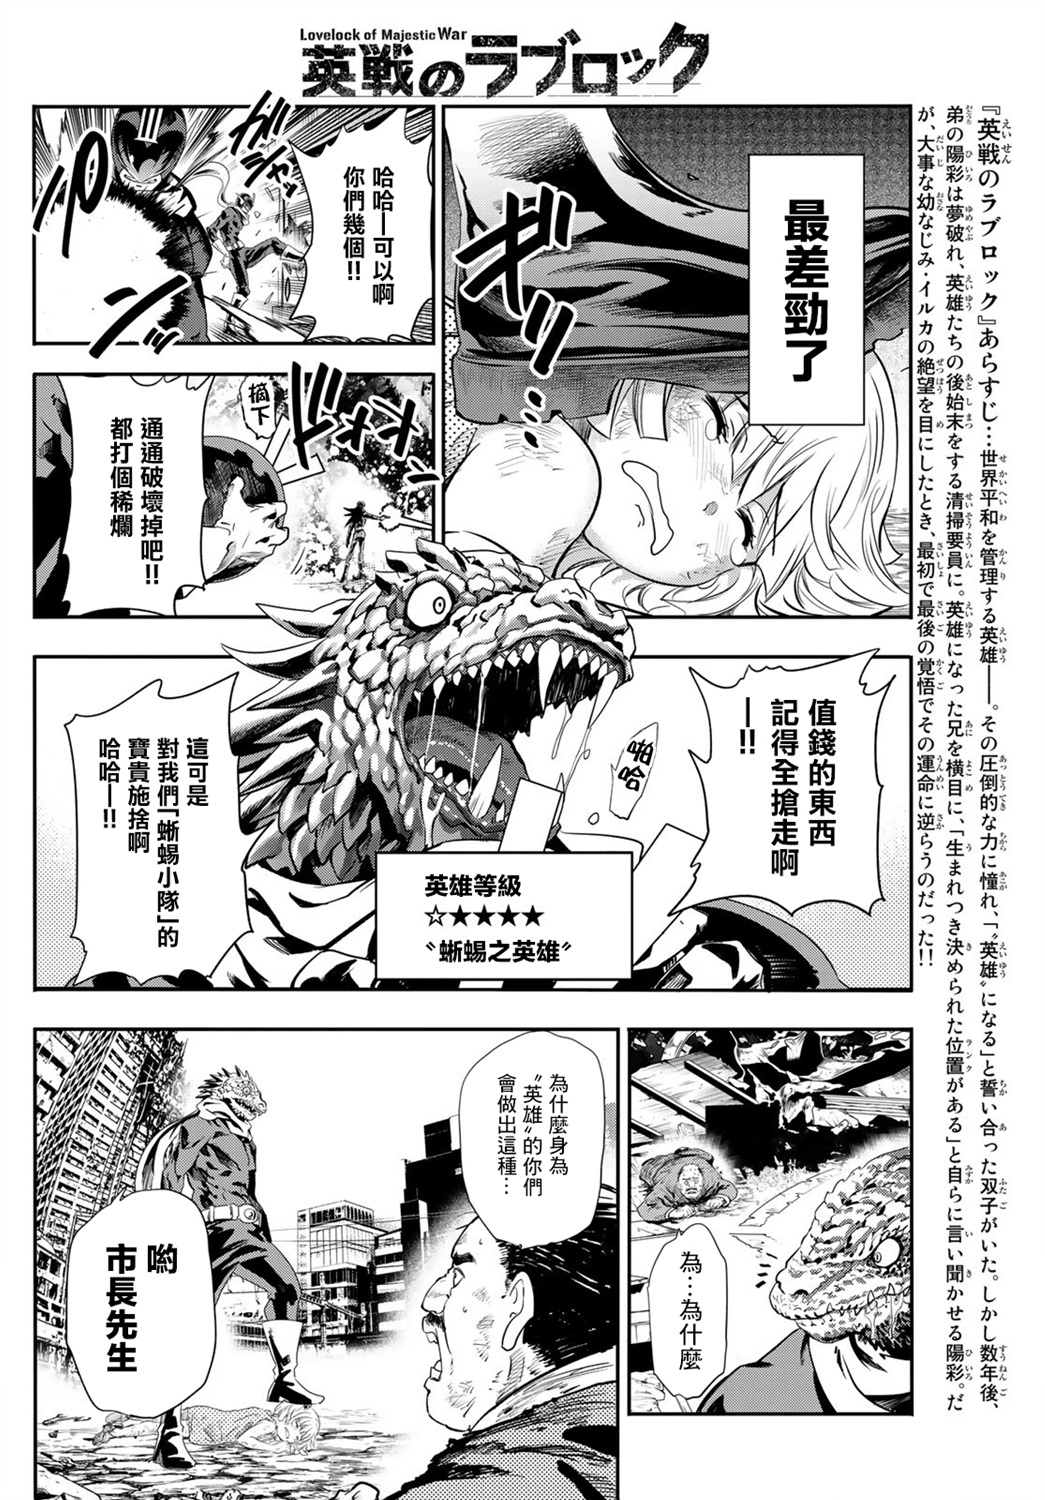 Lovelock of Majestic War
英戦のラブロック
『英戦のラブロック』あらすじ…世界平和を管理する英雄――。その圧倒的な力に憧れ、「〝英雄〟になる」と誓い合った双子がいた。しかし数年後、
弟の陽彩は夢破れ、英雄たちの後始末をする清掃要員に。英雄になった兄を横目に、「生まれつき決められた位置がある」と自らに言い聞かせる陽彩。だ
が、大事な幼なじみ・イルカの絶望を目にしたとき、最初で最後の覚悟でその運命に逆らうのだった!!
最差勁了
哈哈—可以啊
你們幾個!!
摘下
通通破壞掉吧!!
都打個稀爛
值錢的東西
記得全搶走啊
—!!
啪哈
這可是
對我們「蜥蜴小隊」的
寶貴施捨啊
哈哈—!!
英雄等級
☆★★★★
〝蜥蜴之英雄〟
為…為什麼
為什麼身為
〝英雄〟的你們
會做出這種…
喲
市長先生